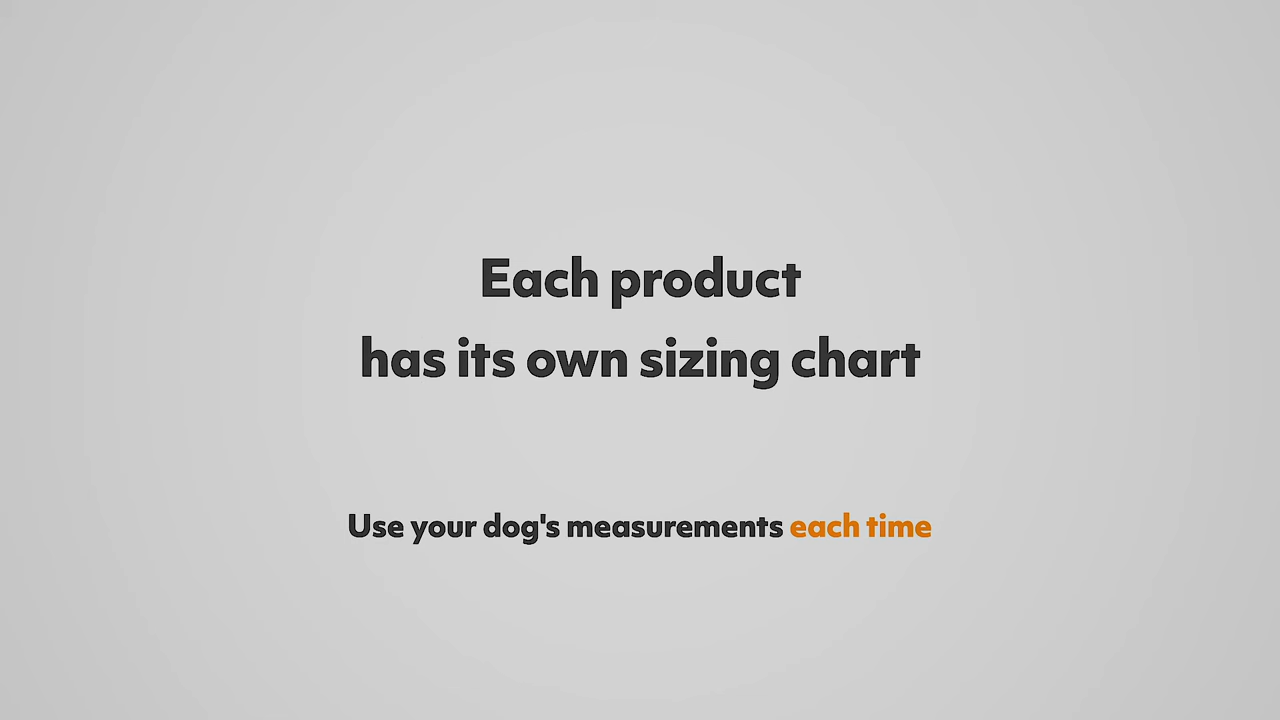 Each product
has its own sizing chart
Use your dog's measurements each time